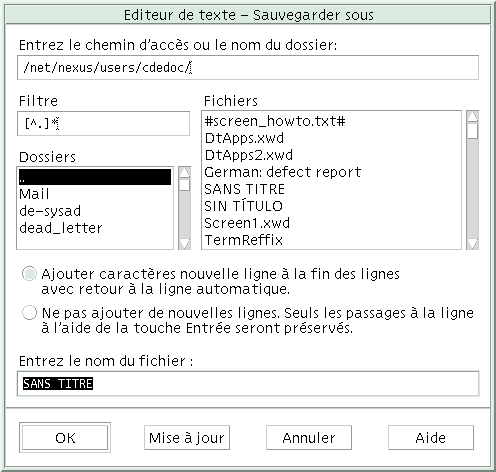 Editeur de texte – Sauvegarder sous
Entrez le chemin d'accès ou le nom du dossier:
/net/nexus/users/cdedoc/
Filtre
[^.]*
Fichiers
#screen_howto.txt#
DtApps.xwd
DtApps2.xwd
German: defect report
SANS TITRE
SIN TÍTULO
Screen1.xwd
TermReffix
Dossiers
..
Mail
de-sysad
dead_letter
Ajouter caractères nouvelle ligne à la fin des lignes
avec retour à la ligne automatique.
Ne pas ajouter de nouvelles lignes. Seuls les passages à la ligne
à l'aide de la touche Entrée seront préservés.
Entrez le nom du fichier :
SANS TITRE
OK
Mise à jour
Annuler
Aide